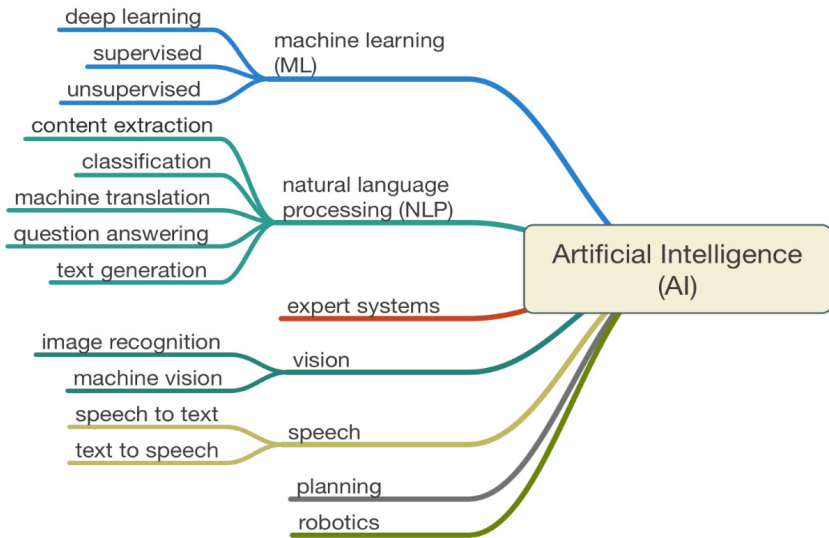 deep learning
supervised
unsupervised
machine learning
(ML)
content extraction
classification
machine translation
question answering
text generation
natural language
processing (NLP)
Artificial Intelligence
(AI)
expert systems
image recognition
machine vision
vision
speech to text
text to speech
speech
planning
robotics